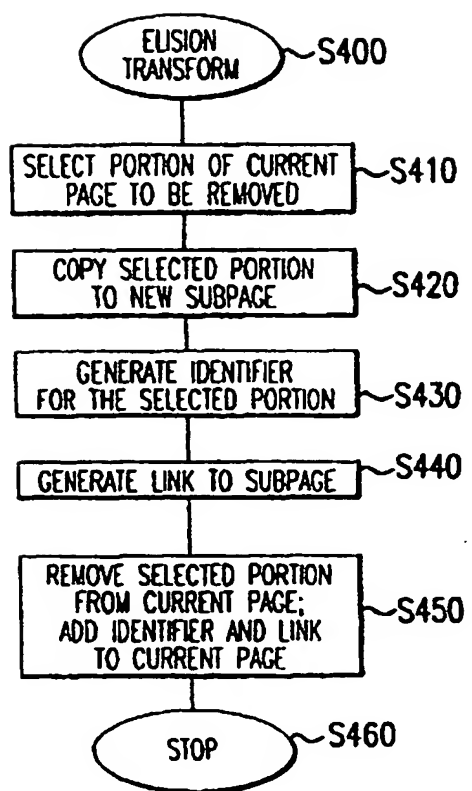 ELISION
TRANSFORM
S400
SELECT PORTION OF CURRENT
PAGE TO BE REMOVED
S410
COPY SELECTED PORTION
TO NEW SUBPAGE
S420
GENERATE IDENTIFIER
FOR THE SELECTED PORTION
S430
GENERATE LINK TO SUBPAGE
S440
REMOVE SELECTED PORTION
FROM CURRENT PAGE;
ADD IDENTIFIER AND LINK
TO CURRENT PAGE
S450
STOP
S460